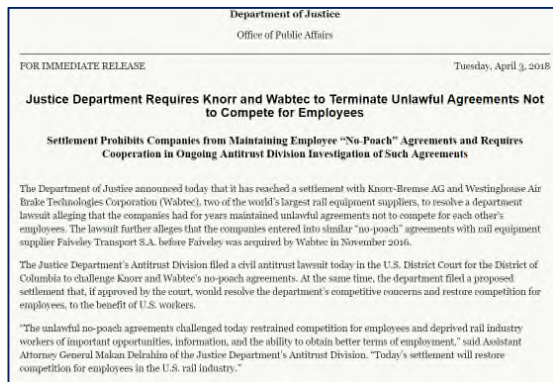 Department of Justice
Office of Public Affairs
FOR IMMEDIATE RELEASE Tuesday, April 3, 2018
Justice Department Requires Knorr and Wabtec to Terminate Unlawful Agreements Not
to Compete for Employees
Settlement Prohibits Companies from Maintaining Employee “No-Poach” Agreements and Requires
Cooperation in Ongoing Antitrust Division Investigation of Such Agreements
The Department of Justice announced today that it has reached a settlement with Knorr-Bremse AG and Westinghouse Air
Brake Technologies Corporation (Wabtec), two of the world’s largest rail equipment suppliers, to resolve a department
lawsuit alleging that the companies had for years maintained unlawful agreements not to compete for each other’s
employees. The lawsuit further alleges that the companies entered into similar “no-poach” agreements with rail equipment
supplier Faiveley Transport S.A. before Faiveley was acquired by Wabtec in November 2016.
The Justice Department’s Antitrust Division filed a civil antitrust lawsuit today in the U.S. District Court for the District of
Columbia to challenge Knorr and Wabtec’s no-poach agreements. At the same time, the department filed a proposed
settlement that, if approved by the court, would resolve the department’s competitive concerns and restore competition for
employees, to the benefit of U.S. workers.
“The unlawful no-poach agreements challenged today restrained competition for employees and deprived rail industry
workers of important opportunities, information, and the ability to obtain better terms of employment,” said Assistant
Attorney General Makan Delrahim of the Justice Department’s Antitrust Division. “Today’s settlement will restore
competition for employees in the U.S. rail industry.”